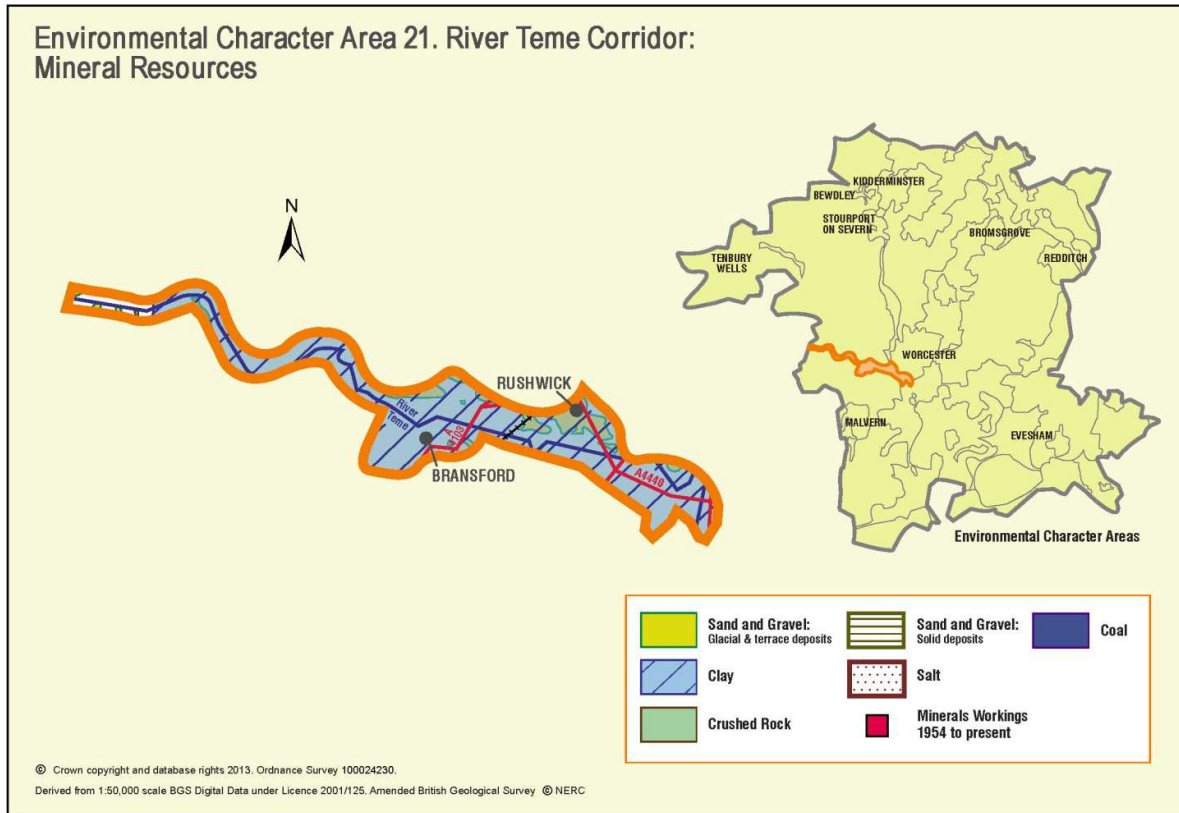 Environmental Character Area 21. River Teme Corridor:
Mineral Resources
N
River
Teme
A
4103
BRANSFORD
RUSHWICK
A4440
KIDDERMINSTER
BEWDLEY
STOURPORT
ON SEVERN
BROMSGROVE
TENBURY
WELLS
REDDITCH
WORCESTER
MALVERN
EVESHAM
Environmental Character Areas
Sand and Gravel:
Glacial & terrace deposits
Sand and Gravel:
Solid deposits
Coal
Clay
Salt
Crushed Rock
Minerals Workings
1954 to present
© Crown copyright and database rights 2013. Ordnance Survey 100024230.
Derived from 1:50,000 scale BGS Digital Data under Licence 2001/125. Amended British Geological Survey © NERC